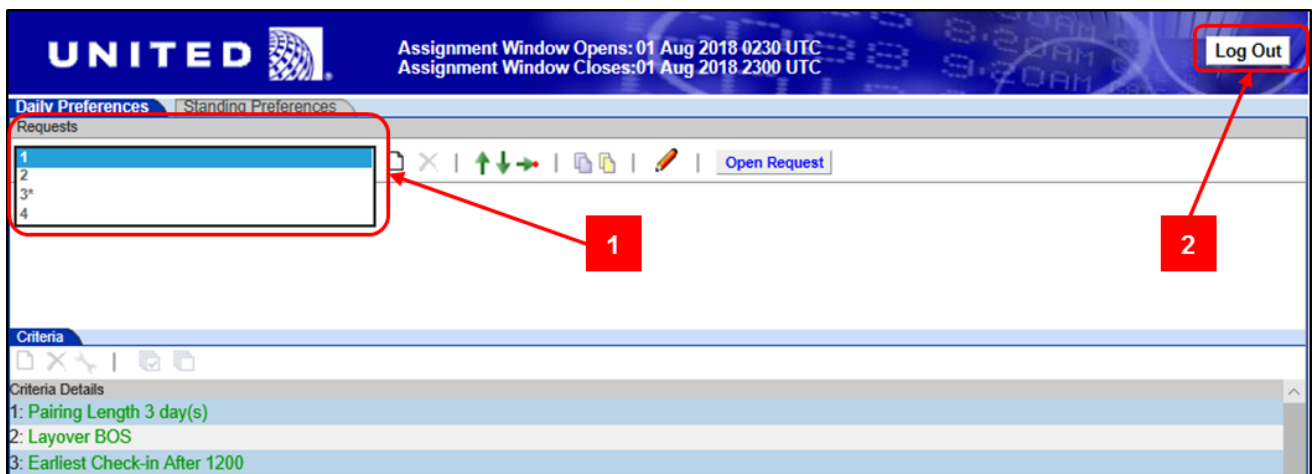 UNITED
Assignment Window Opens: 01 Aug 2018 0230 UTC
Assignment Window Closes:01 Aug 2018 2300 UTC
Log Out
Daily Preferences
Standing Preferences
Requests
1
2
3*
4
Open Request
1
2
Criteria
Criteria Details
1: Pairing Length 3 day(s)
2: Layover BOS
3: Earliest Check-in After 1200